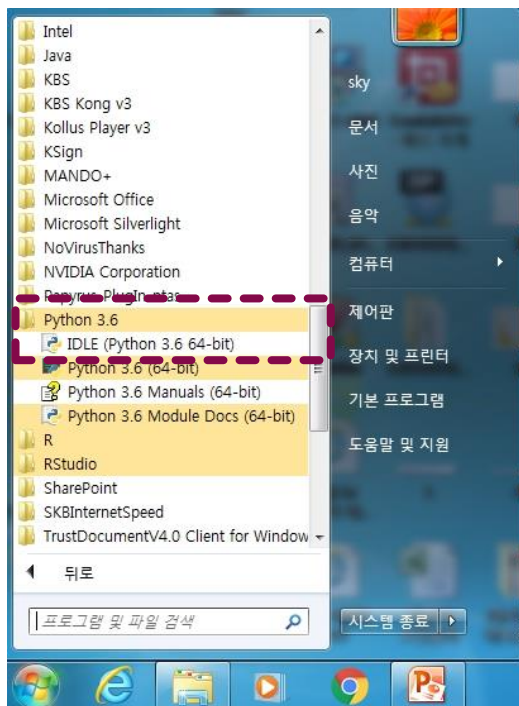 Intel
Java
KBS
KBS Kong v3
Kollus Player v3
KSign
MANDO+
Microsoft Office
Microsoft Silverlight
NoVirusThanks
NVIDIA Corporation
Papyrus-PlugIn-ptas
Python 3.6
IDLE (Python 3.6 64-bit)
Python 3.6 (64-bit)
Python 3.6 Manuals (64-bit)
Python 3.6 Module Docs (64-bit)
R
RStudio
SharePoint
SKBInternetSpeed
TrustDocumentV4.0 Client for Window
뒤로
프로그램 및 파일 검색
sky
문서
사진
음악
컴퓨터
제어판
장치 및 프린터
기본 프로그램
도움말 및 지원
시스템 종료